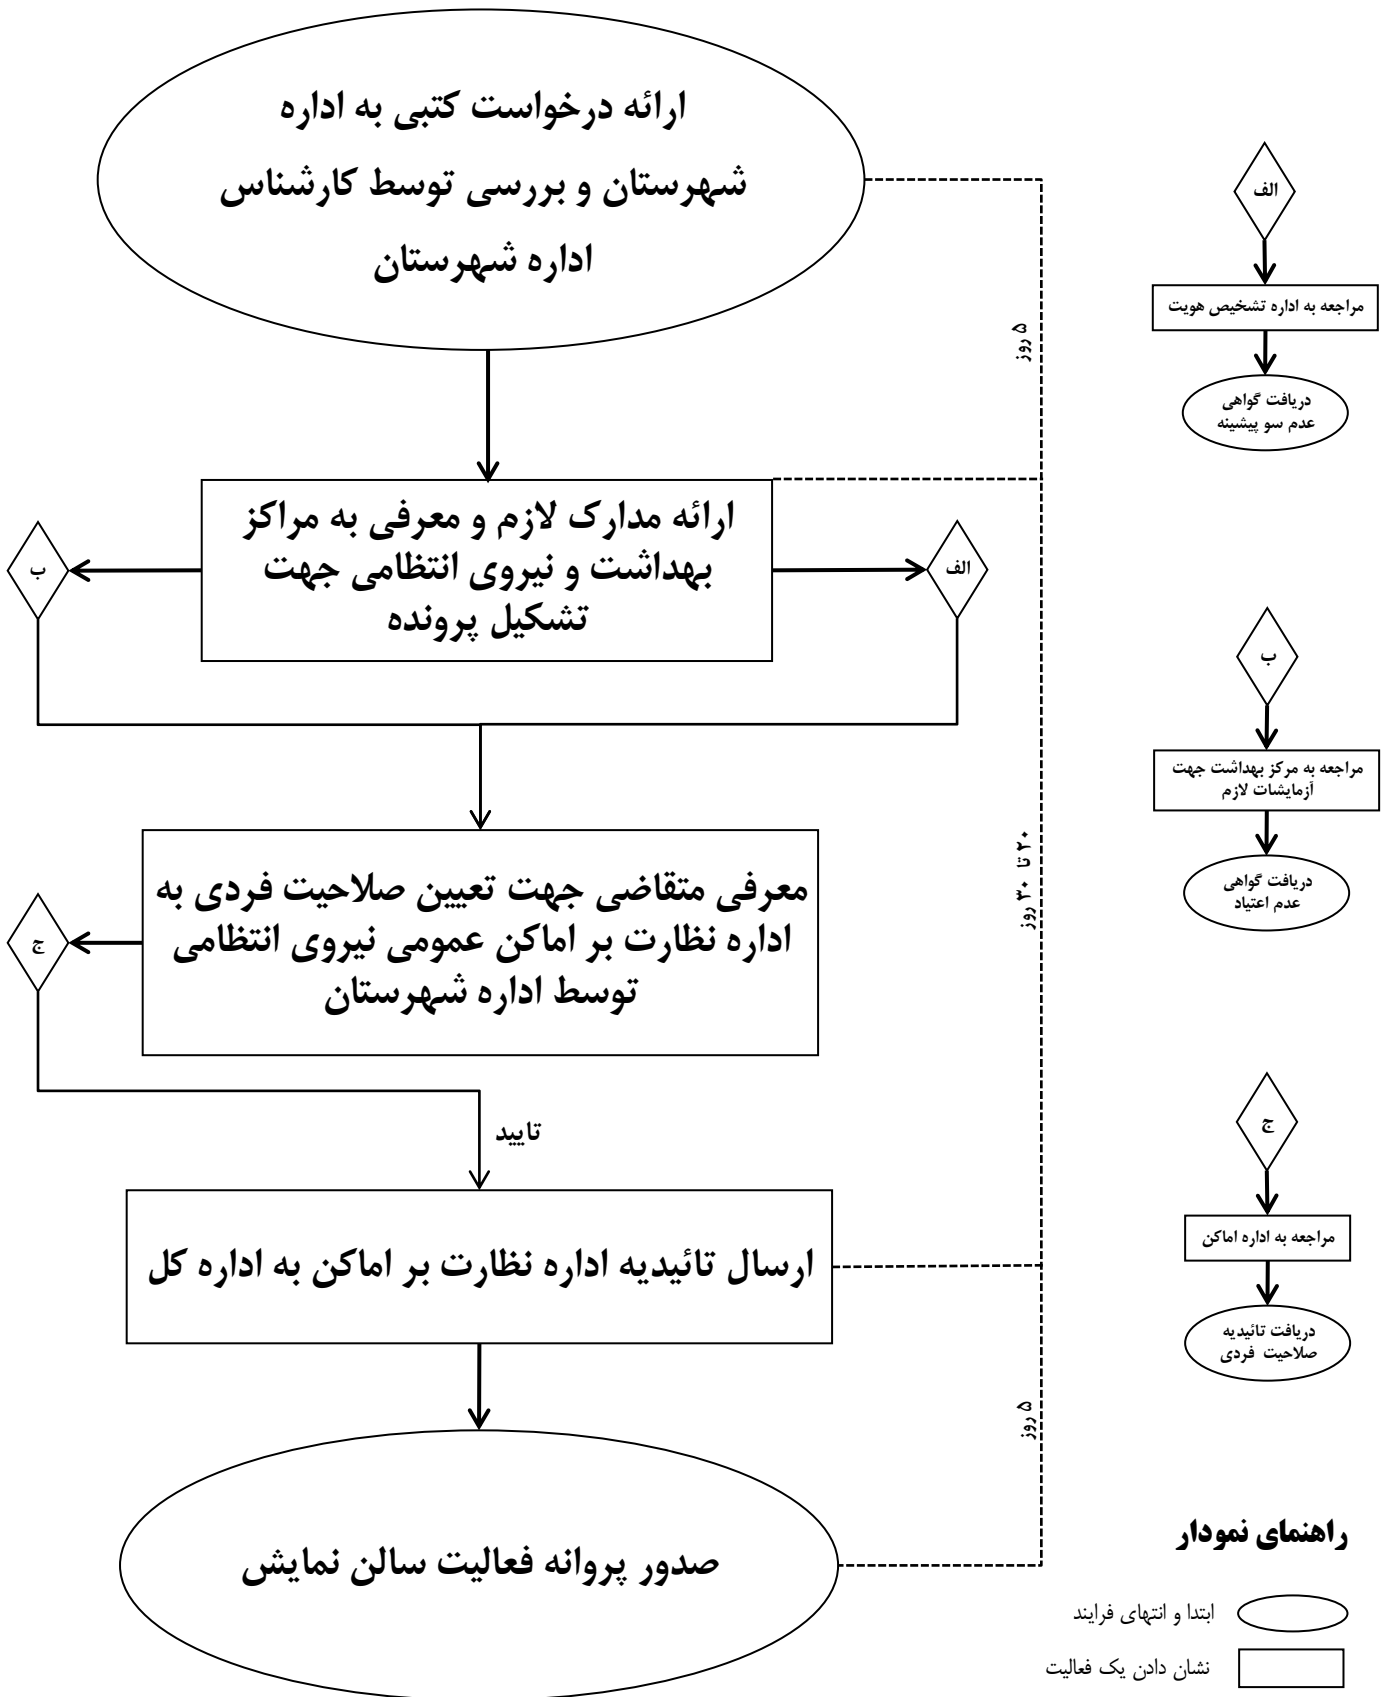 ارائه درخواست کتبی به اداره
شهرستان و بررسی توسط کارشناس
اداره شهرستان
۵ روز
ارائه مدارک لازم و معرفی به مراکز
بهداشت و نیروی انتظامی جهت
تشکیل پرونده
الف
ب
۲۰ تا ۳۰ روز
معرفی متقاضی جهت تعیین صلاحیت فردی به
اداره نظارت بر اماکن عمومی نیروی انتظامی
توسط اداره شهرستان
ج
تایید
ارسال تائیدیه اداره نظارت بر اماکن به اداره کل
۵ روز
صدور پروانه فعالیت سالن نمایش
الف
مراجعه به اداره تشخیص هویت
دریافت گواهی
عدم سو پیشینه
ب
مراجعه به مرکز بهداشت جهت
آزمایشات لازم
دریافت گواهی
عدم اعتیاد
ج
مراجعه به اداره اماکن
دریافت تائیدیه
صلاحیت فردی
راهنمای نمودار
ابتدا و انتهای فرایند
نشان دادن یک فعالیت